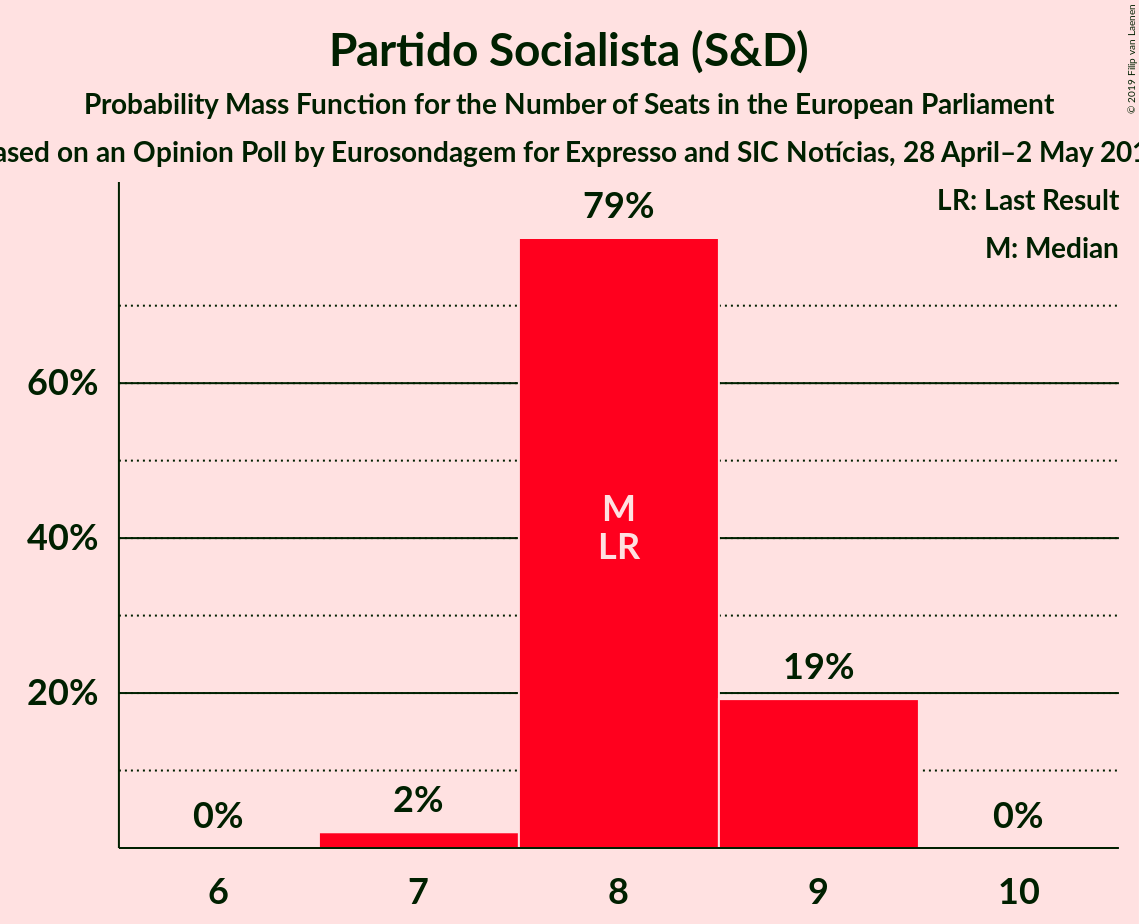 Partido Socialista (S&D)
Probability Mass Function for the Number of Seats in the European Parliament
on an Opinion Poll by Eurosondagem for Expresso and SIC Notícias, 28 April–2 May
© 2019 Filip van Laenen
LR: Last Result
M: Median
79%
60%
M
40%
LR
19%
20%
2%
0%
0%
6 7 8 9 10